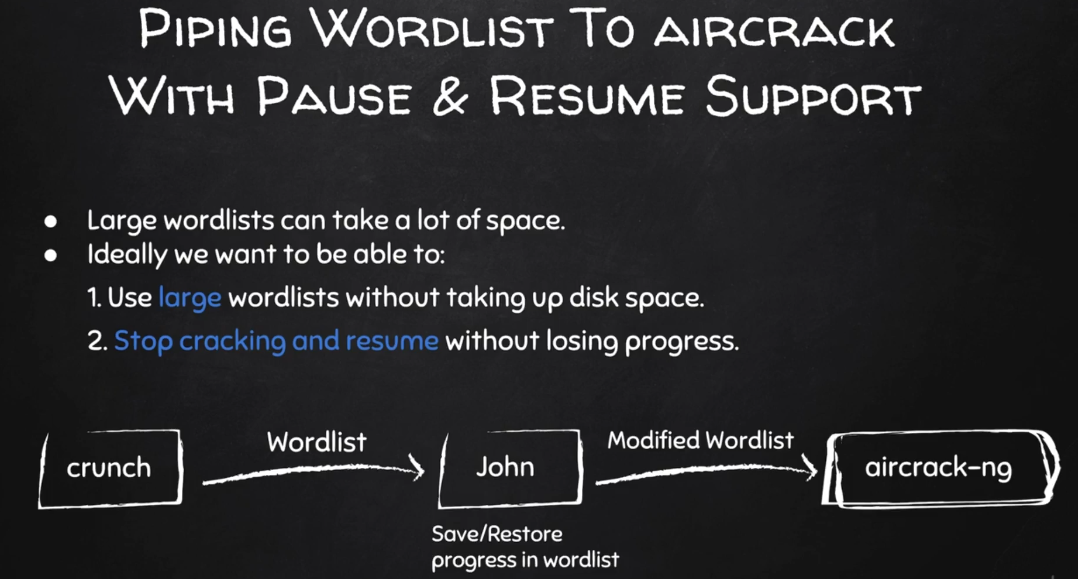 Piping Wordlist To aircrack
With Pause & Resume Support
● Large wordlists can take a lot of space.
● Ideally we want to be able to:
1. Use large wordlists without taking up disk space.
2. Stop cracking and resume without losing progress.
crunch
Wordlist
John
Modified Wordlist
aircrack-ng
Save/Restore
progress in wordlist